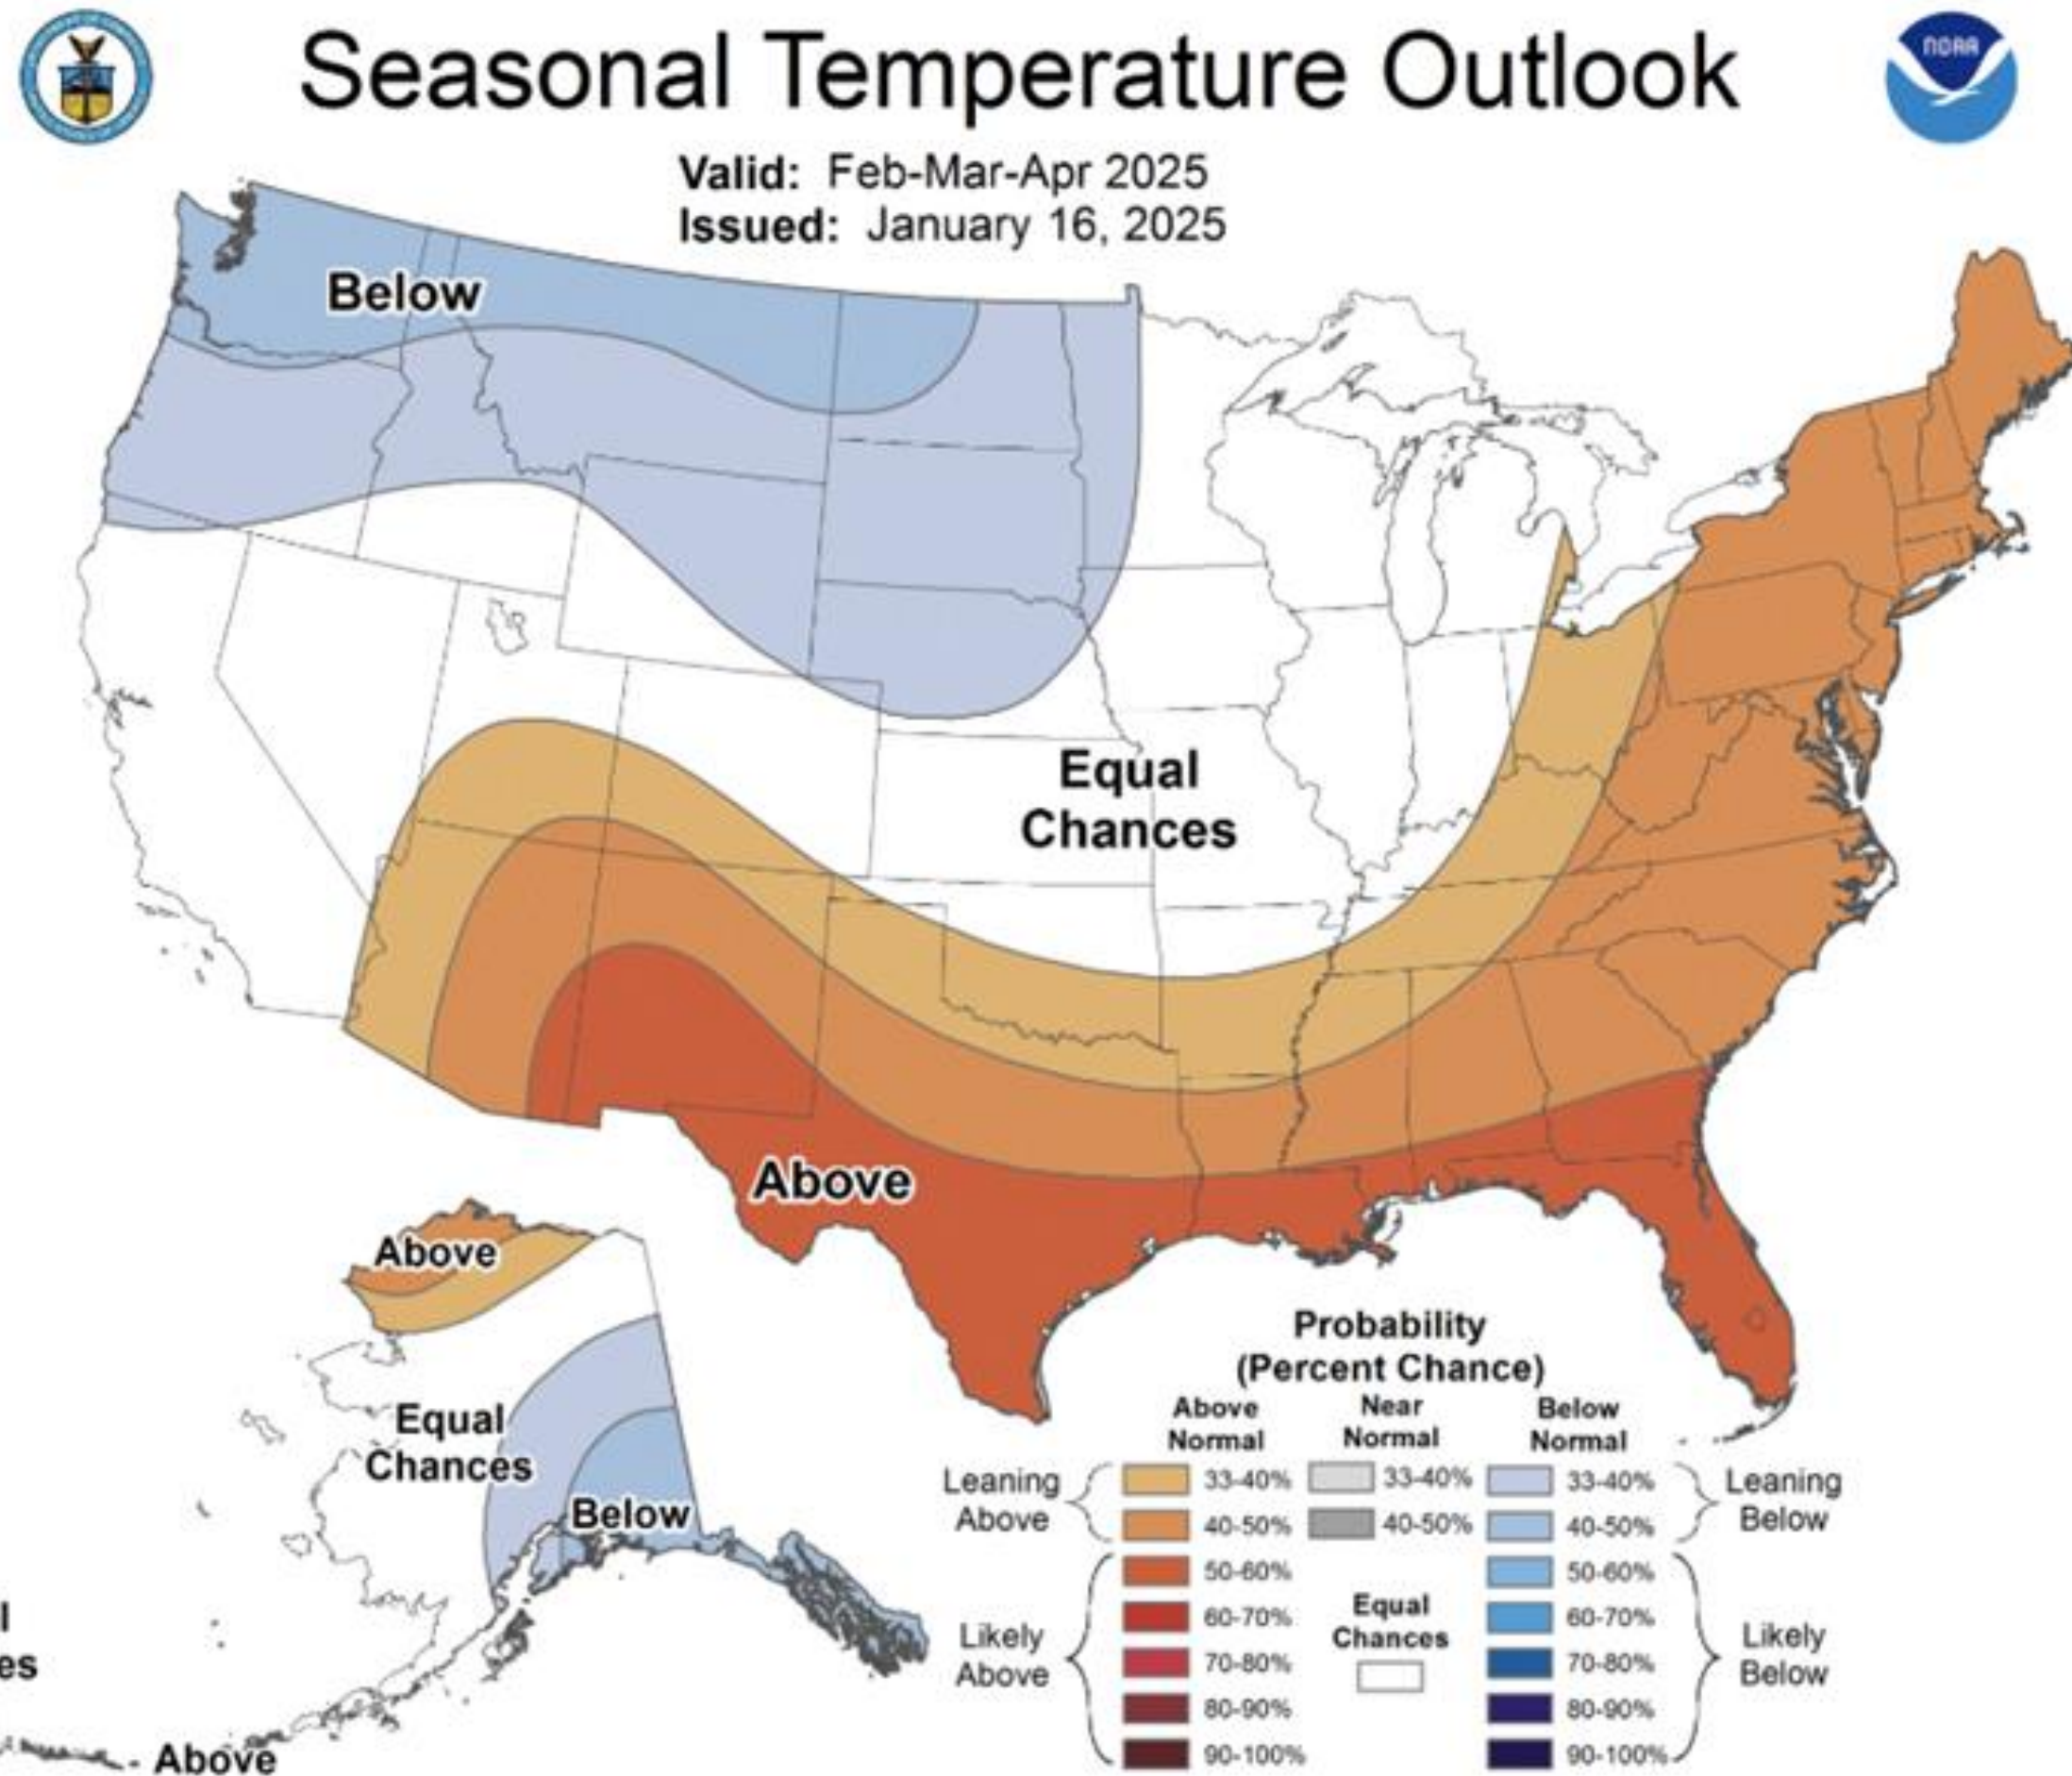 NOAA
Seasonal Temperature Outlook
Valid: Feb-Mar-Apr 2025
Issued: January 16, 2025
Below
Equal
Chances
Above
Above
Equal
Chances
Below
l
es
Above
Probability
(Percent Chance)
Above
Normal
Near
Normal
Below
Normal
Leaning
Above
33-40%
40-50%
33-40%
40-50%
33-40%
40-50%
Leaning
Below
Likely
Above
50-60%
60-70%
70-80%
80-90%
90-100%
Equal
Chances
50-60%
60-70%
70-80%
80-90%
90-100%
Likely
Below